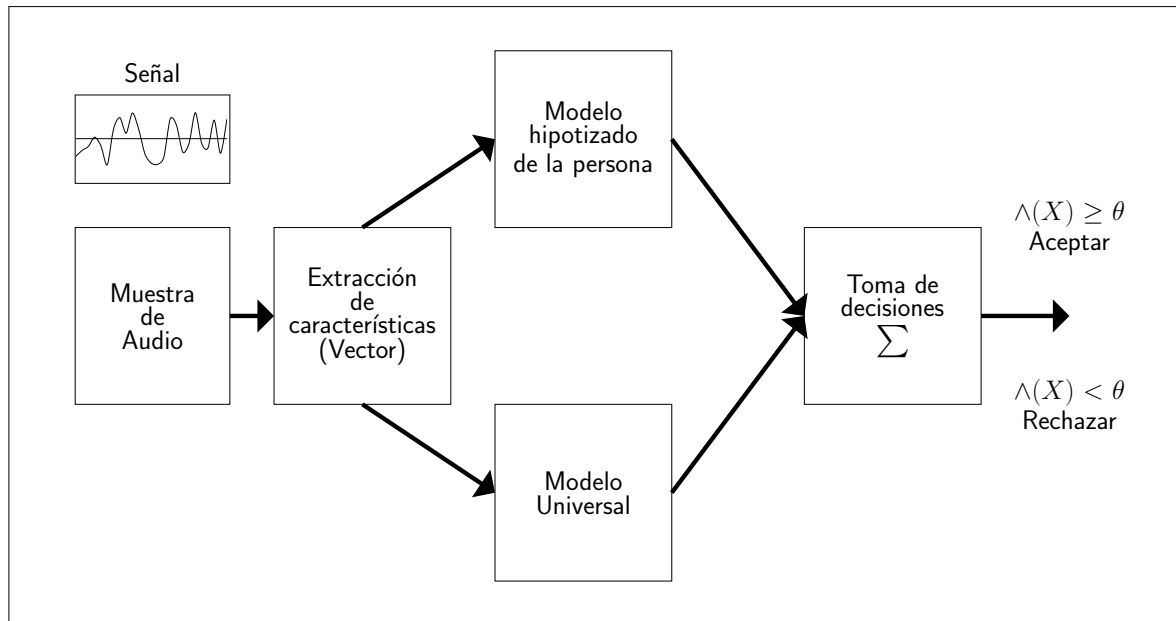 Señal
Muestra
de
Audio
Extracción
de
características
(Vector)
Modelo
hipotizado
de la persona
Modelo
Universal
Toma de
decisiones
∑
∧(X) ≥ θ
Aceptar
∧(X) < θ
Rechazar